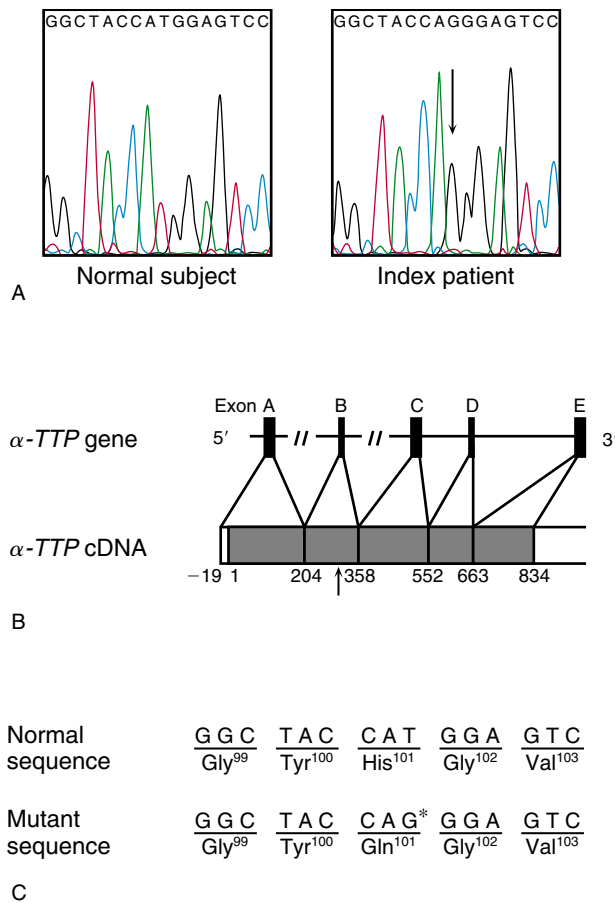 GGCTACCATGGAGTCC GGCTACCAGGGAGTCC
Normal subject Index patient
A
Exon A B C D E
α-TTP gene 5′ // // 3′
α-TTP cDNA
−19 1 204 358 552 663 834
B
Normal sequence GGC TAC CAT GGA GTC
Gly99 Tyr100 His101 Gly102 Val103
Mutant sequence GGC TAC CAG* GGA GTC
Gly99 Tyr100 Gln101 Gly102 Val103
C